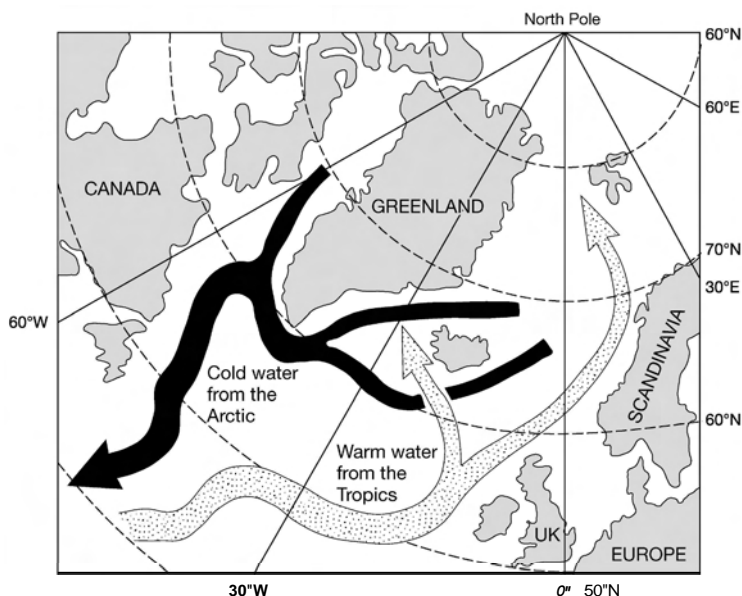 North Pole
60°N
60°E
CANADA
GREENLAND
70°N
30°E
60°W
SCANDINAVIA
Cold water
from the
Arctic
60°N
Warm water
from the
Tropics
UK
EUROPE
30"W
0" 50"N